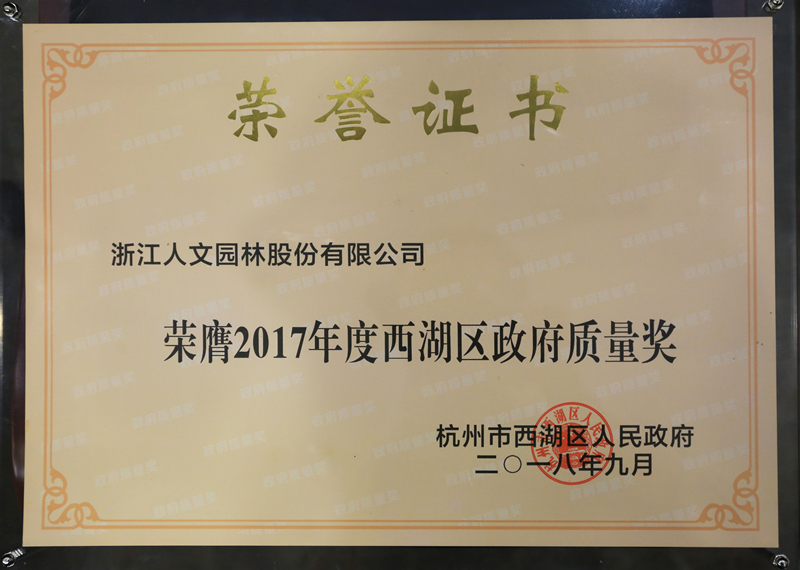 荣誉证书
浙江人文园林股份有限公司
荣膺2017年度西湖区政府质量奖
杭州市西湖区人民政府
二〇一八年九月